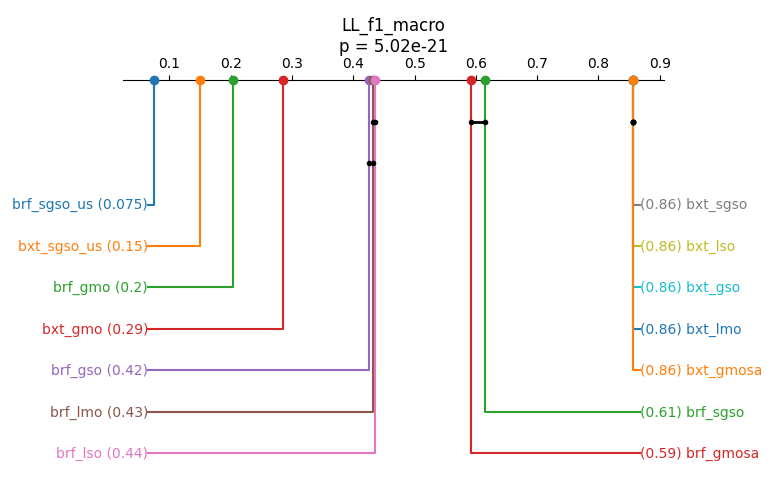 LL_f1_macro
p = 5.02e-21
0.1 0.2 0.3 0.4 0.5 0.6 0.7 0.8 0.9
brf_sgso_us (0.075) (0.86) bxt_sgso
bxt_sgso_us (0.15) (0.86) bxt_lso
brf_gmo (0.2) (0.86) bxt_gso
bxt_gmo (0.29) (0.86) bxt_lmo
brf_gso (0.42) (0.86) bxt_gmosa
brf_lmo (0.43) (0.61) brf_sgso
brf_lso (0.44) (0.59) brf_gmosa